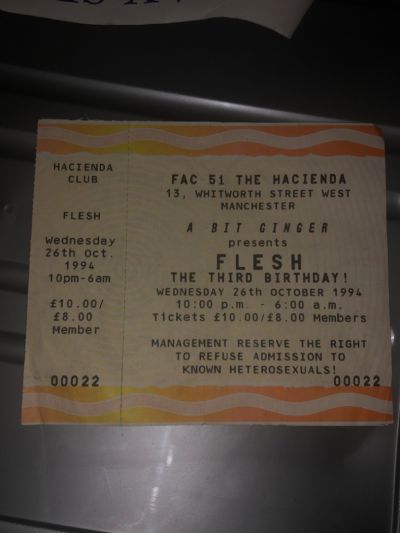 HACIENDA
CLUB
FLESH
Wednesday
26th Oct.
1994
10pm-6am
£10.00/
£8.00
Member
00022
FAC 51 THE HACIENDA
13, WHITWORTH STREET WEST
MANCHESTER
A BIT GINGER
presents
FLESH
THE THIRD BIRTHDAY!
WEDNESDAY 26th OCTOBER 1994
10:00 p.m. - 6:00 a.m.
Tickets £10.00/£8.00 Members
MANAGEMENT RESERVE THE RIGHT
TO REFUSE ADMISSION TO
KNOWN HETEROSEXUALS!
00022